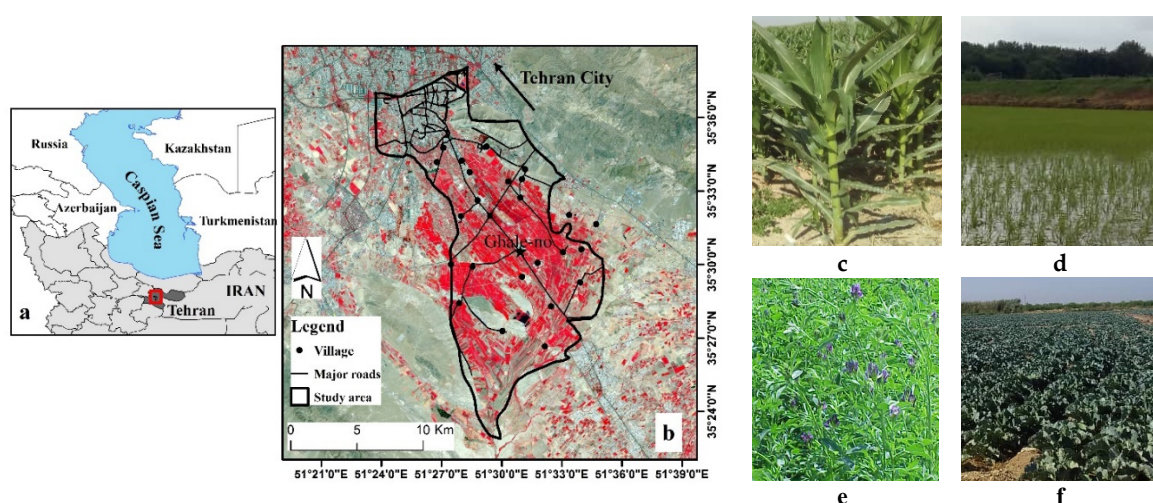 Russia
Kazakhstan
Caspian Sea
Azerbaijan
Turkmenistan
IRAN
Tehran
a
Tehran City
Ghale-no
N
Legend
Village
Major roads
Study area
0 5 10 Km
b
35°36'0"N
35°33'0"N
35°30'0"N
35°27'0"N
35°24'0"N
51°21'0"E 51°24'0"E 51°27'0"E 51°30'0"E 51°33'0"E 51°36'0"E 51°39'0"E
c
d
e
f